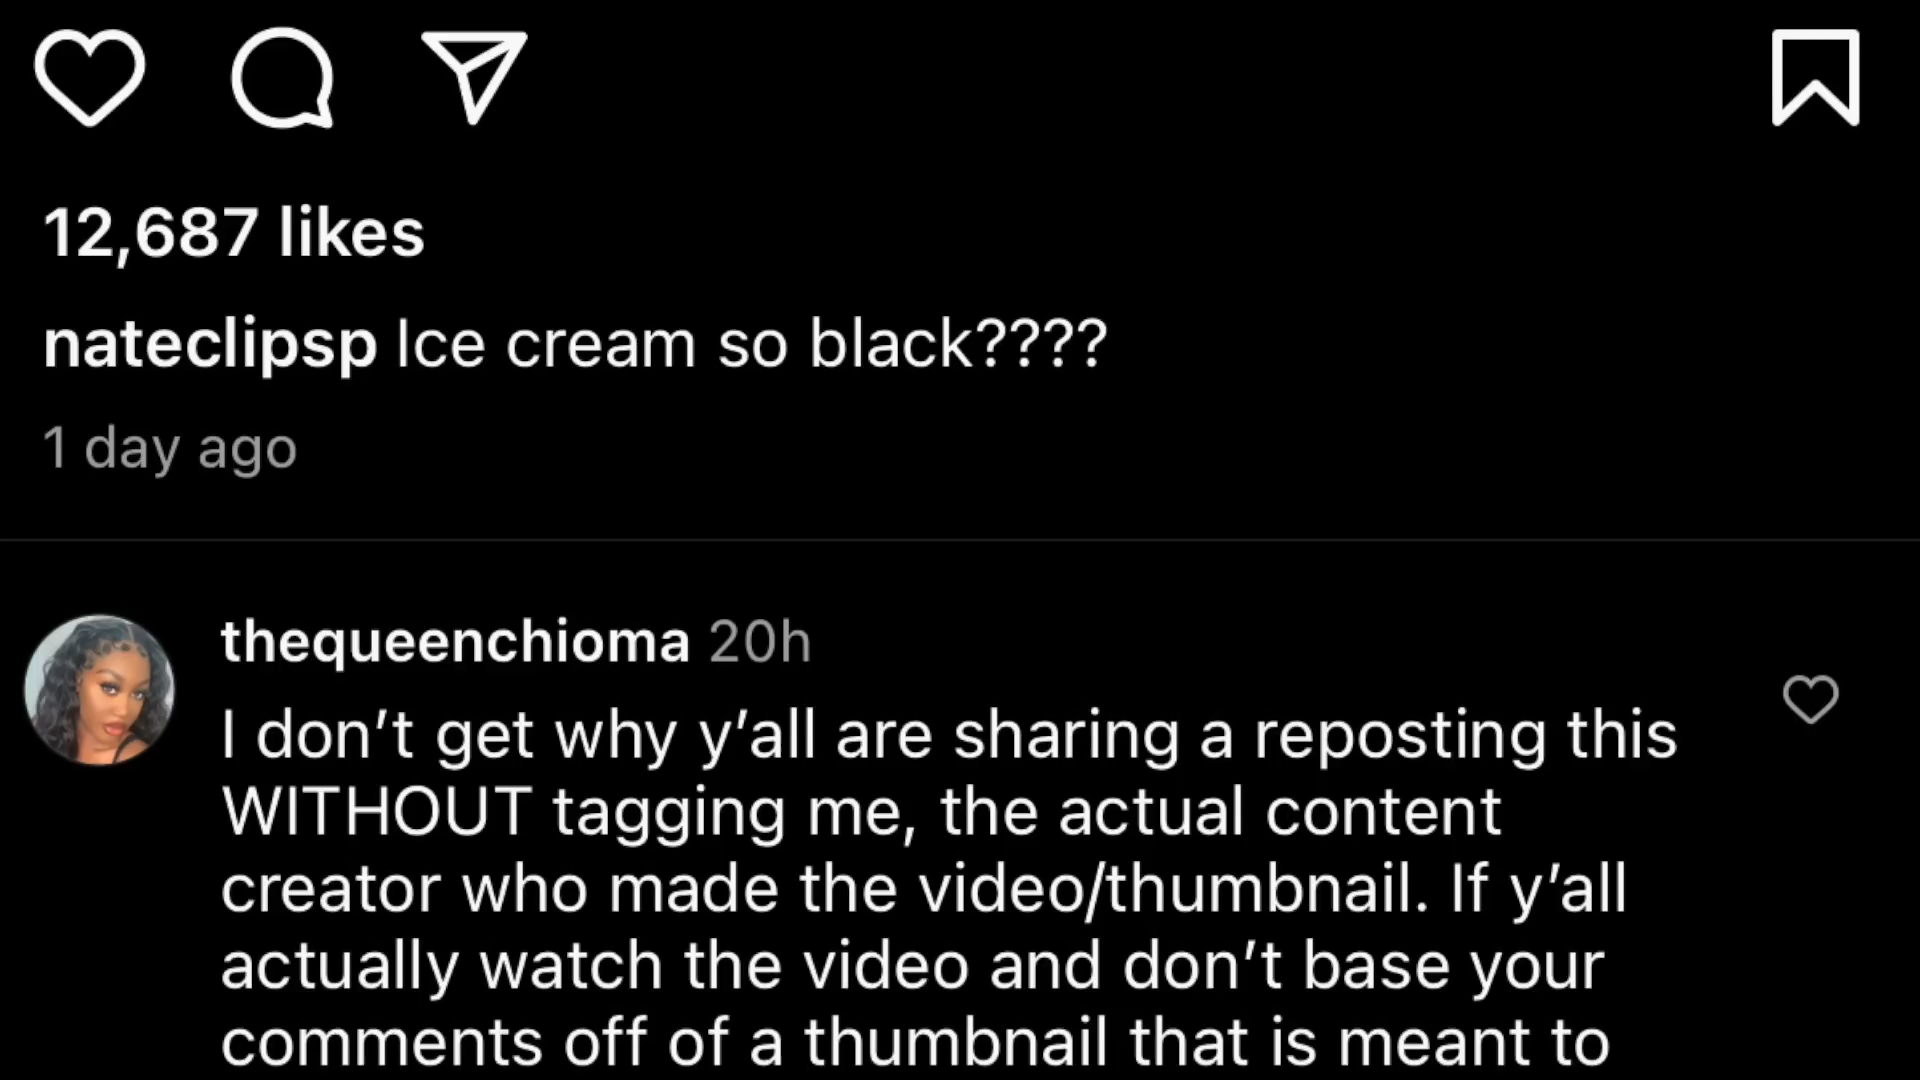 12,687 likes
nateclipsp Ice cream so black????
1 day ago
thequeenchioma 20h
I don’t get why y’all are sharing a reposting this
WITHOUT tagging me, the actual content
creator who made the video/thumbnail. If y’all
actually watch the video and don’t base your
comments off of a thumbnail that is meant to